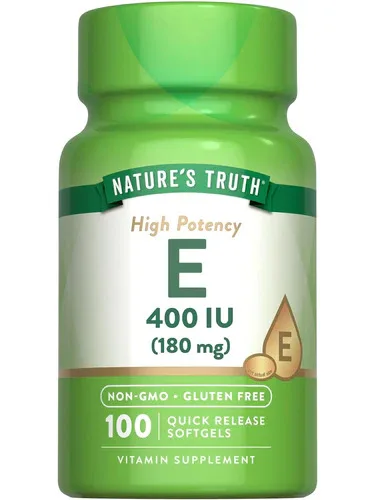 NATURE'S TRUTH®
High Potency
E
400 IU
(180 mg)
E
NON-GMO • GLUTEN FREE
100 QUICK RELEASE
SOFTGELS
VITAMIN SUPPLEMENT